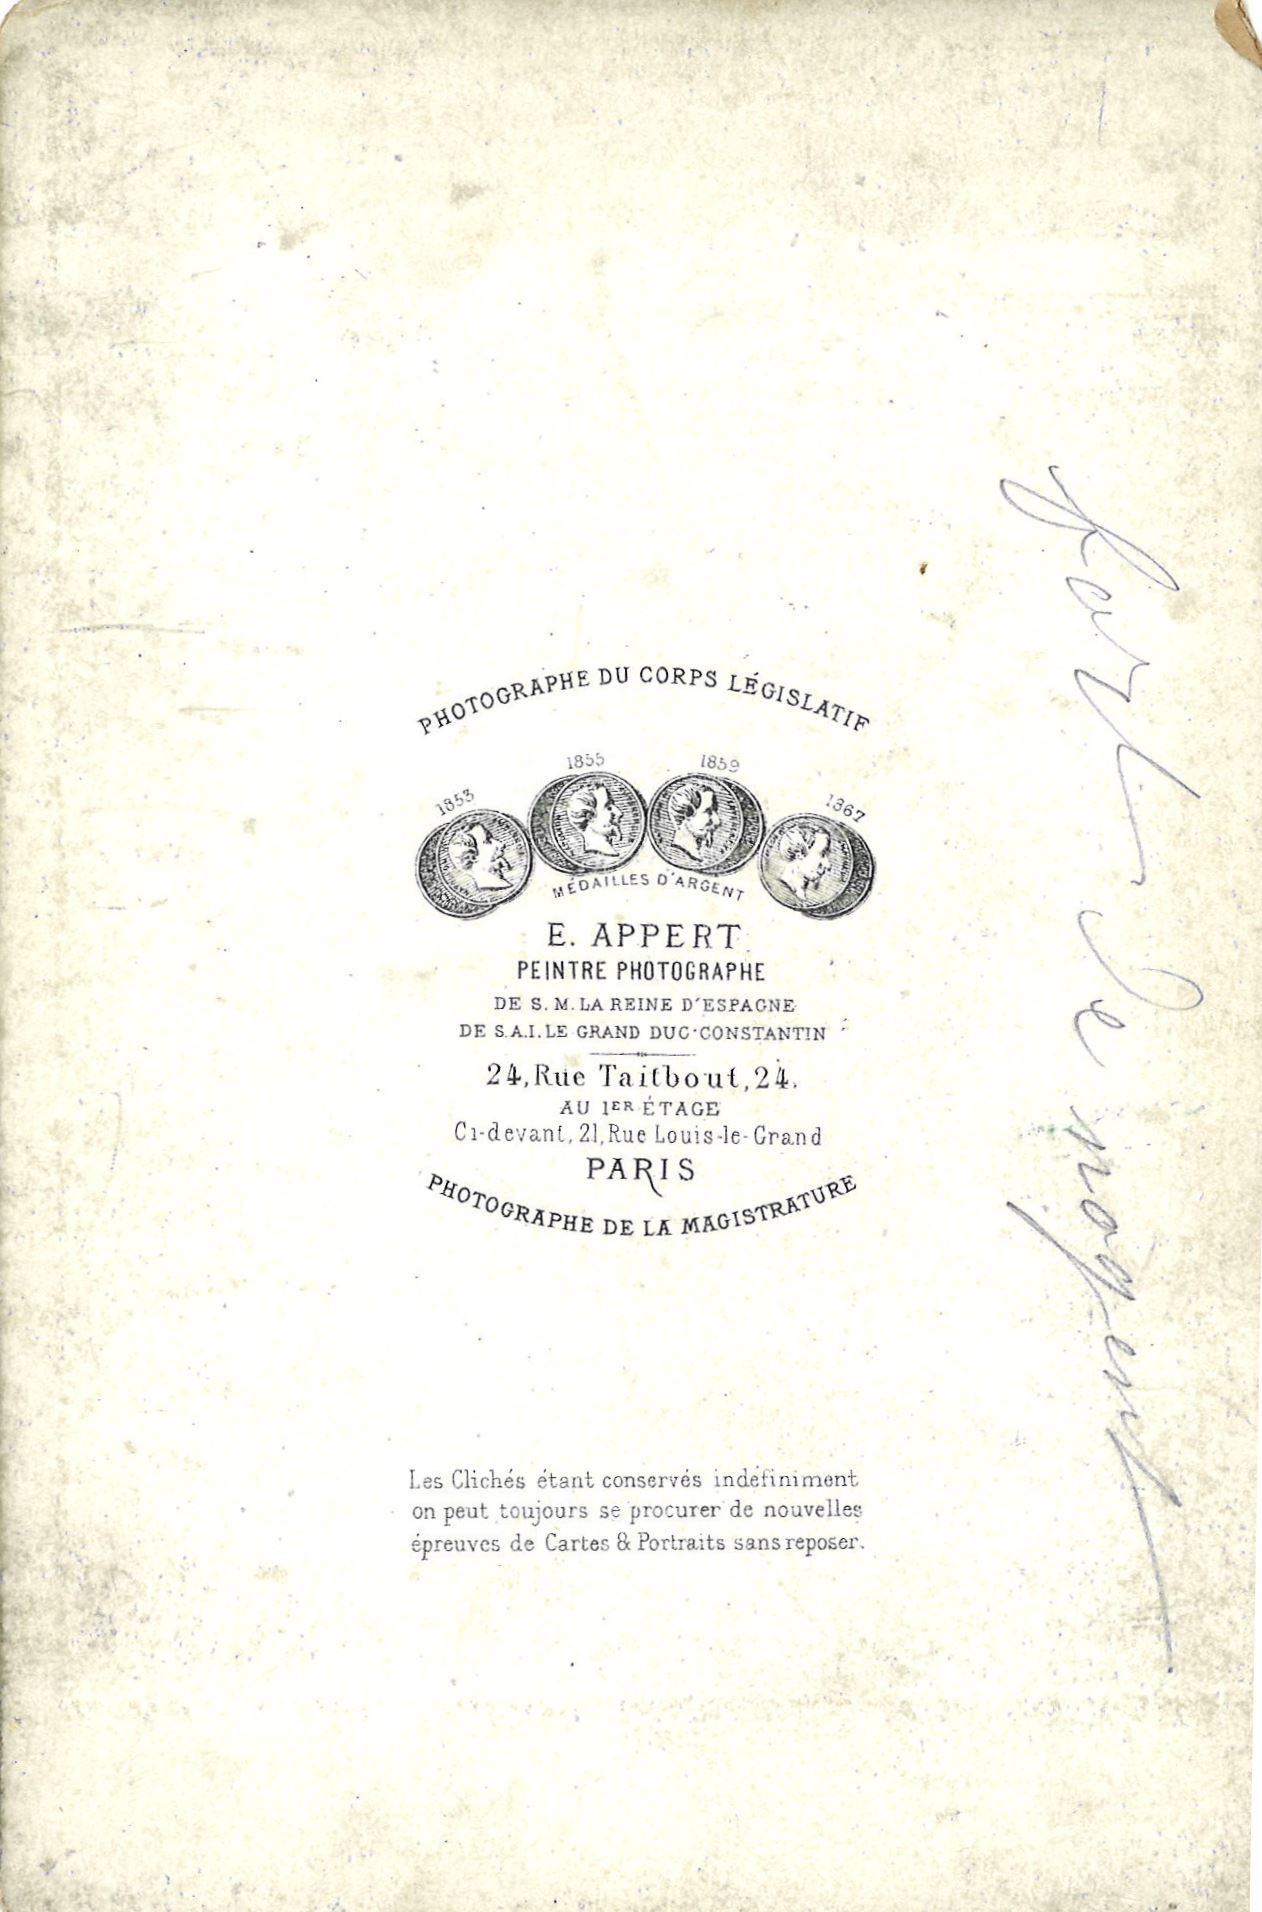 PHOTOGRAPHE DU CORPS LÉGISLATIF
1853 1855 1859 1867
MÉDAILLES D'ARGENT
E. APPERT
PEINTRE PHOTOGRAPHE
DE S. M. LA REINE D'ESPAGNE
DE S. A. I. LE GRAND DUC CONSTANTIN
24, Rue Taitbout, 24.
AU 1ER ÉTAGE
Ci-devant, 21, Rue Louis-le-Grand
PARIS
PHOTOGRAPHE DE LA MAGISTRATURE
Les Clichés étant conservés indéfiniment
on peut toujours se procurer de nouvelles
épreuves de Cartes & Portraits sans reposer.
fort de nogent